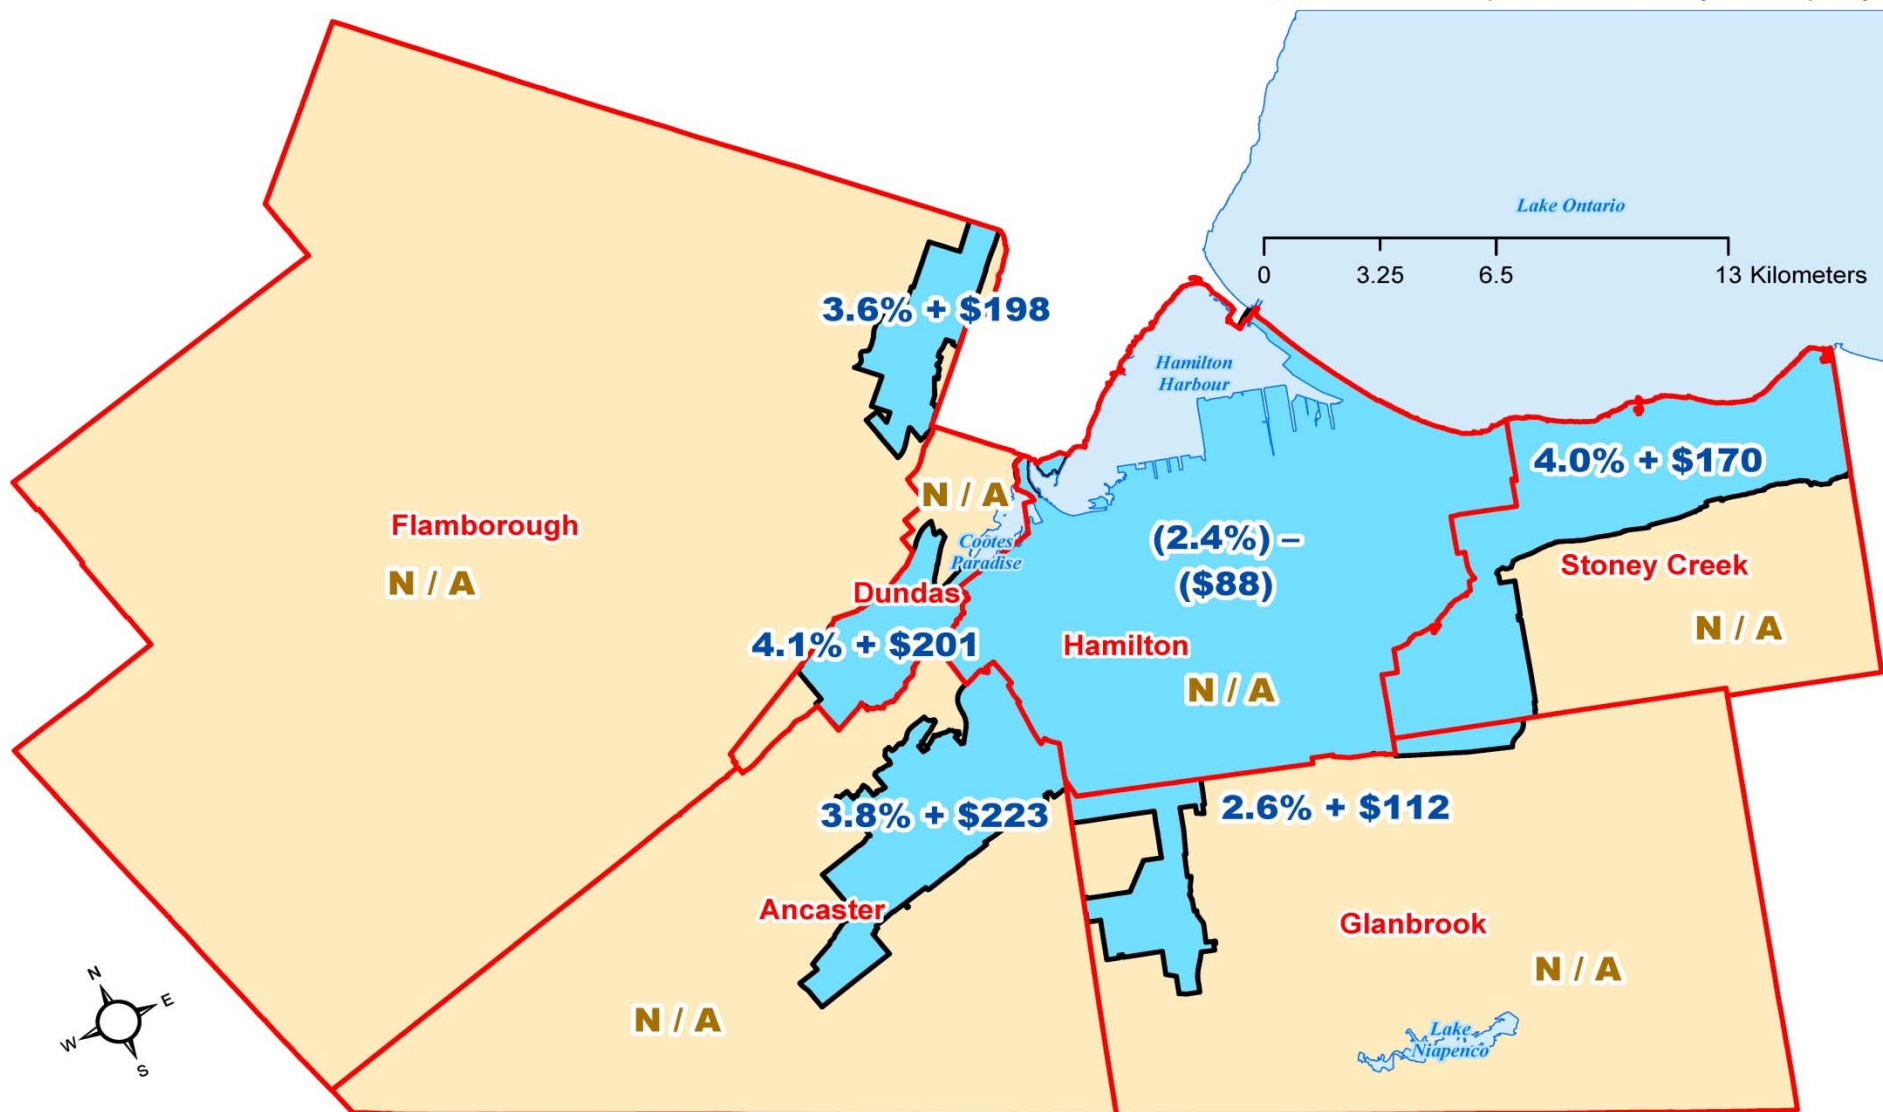 Lake Ontario
0 3.25 6.5 13 Kilometers
3.6% + $198
Hamilton
Harbour
4.0% + $170
N / A
Flamborough
N / A
Cootes
Paradise
(2.4%) –
($88)
Stoney Creek
N / A
Dundas
4.1% + $201
Hamilton
N / A
3.8% + $223
2.6% + $112
Ancaster
Glanbrook
N / A
N / A
Lake
Niapenco
N
E
W
S